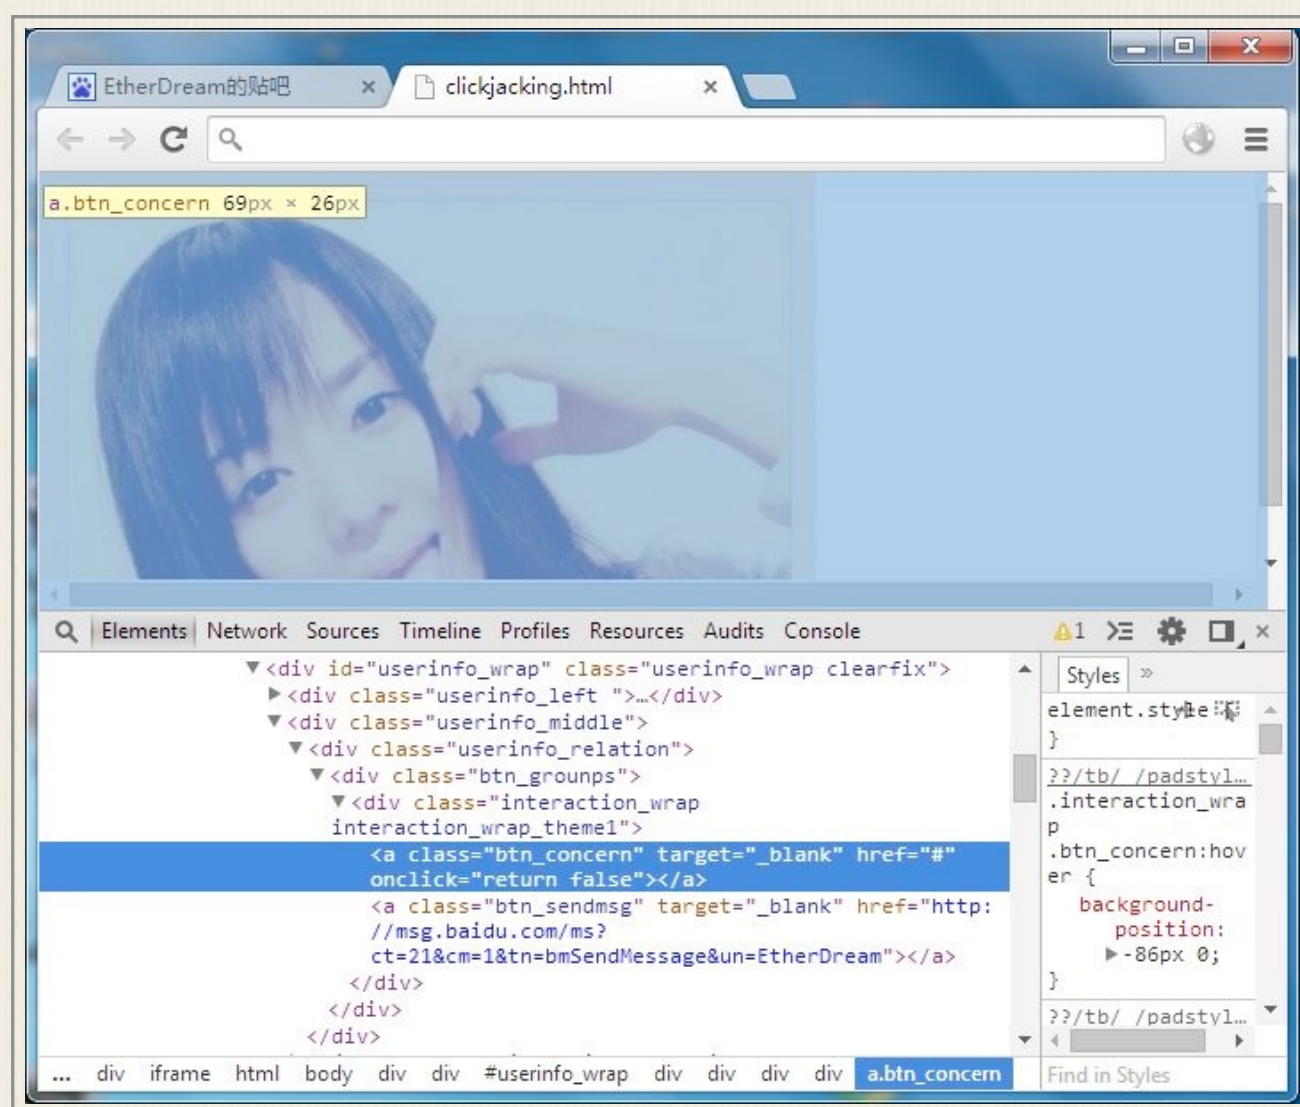 EtherDream的贴吧
clickjacking.html
a.btn_concern 69px × 26px
Elements Network Sources Timeline Profiles Resources Audits Console
1
<div id="userinfo_wrap" class="userinfo_wrap clearfix">
<div class="userinfo_left ">…</div>
<div class="userinfo_middle">
<div class="userinfo_relation">
<div class="btn_grounps">
<div class="interaction_wrap
interaction_wrap_theme1">
<a class="btn_concern" target="_blank" href="#"
onclick="return false"></a>
<a class="btn_sendmsg" target="_blank" href="http:
//msg.baidu.com/ms?
ct=21&cm=1&tn=bmSendMessage&un=EtherDream"></a>
</div>
</div>
</div>
Styles »
element.style
}
??/tb/_/padstyl…
.interaction_wra
p
.btn_concern:hov
er {
background-
position:
-86px 0;
}
??/tb/_/padstyl…
... div iframe html body div div #userinfo_wrap div div div div a.btn_concern
Find in Styles